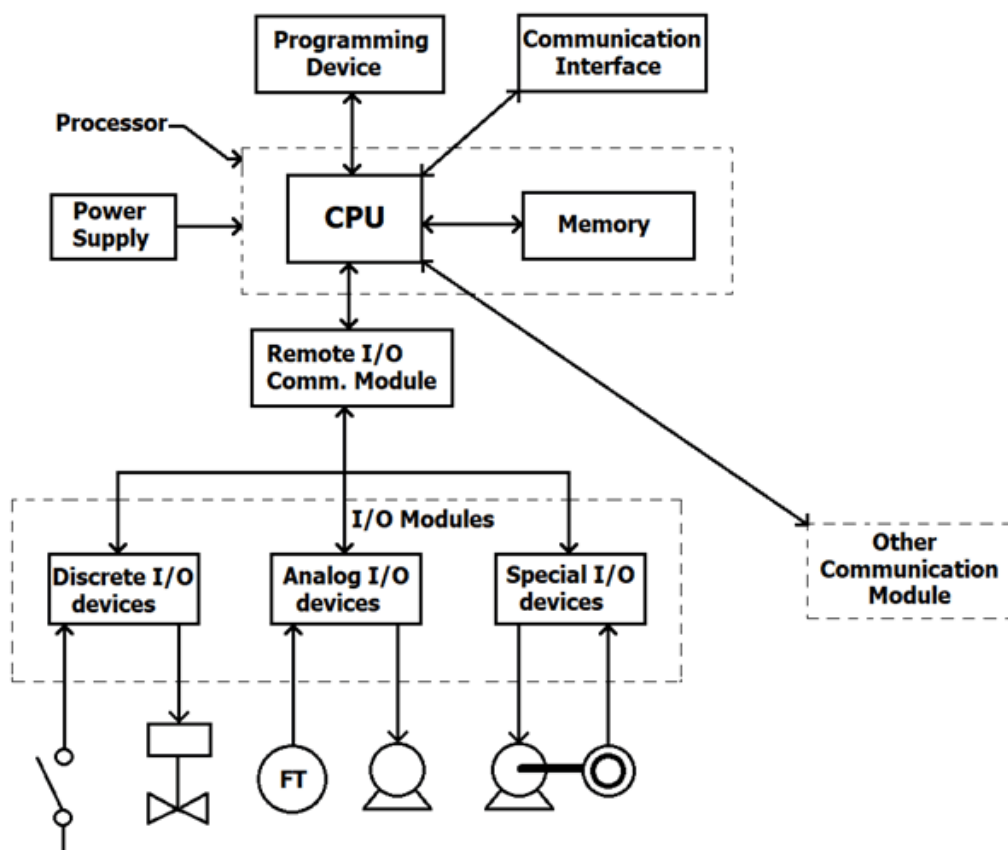 Programming
Device
Communication
Interface
Processor
Power
Supply
CPU
Memory
Remote I/O
Comm. Module
I/O Modules
Discrete I/O
devices
Analog I/O
devices
Special I/O
devices
Other
Communication
Module
FT